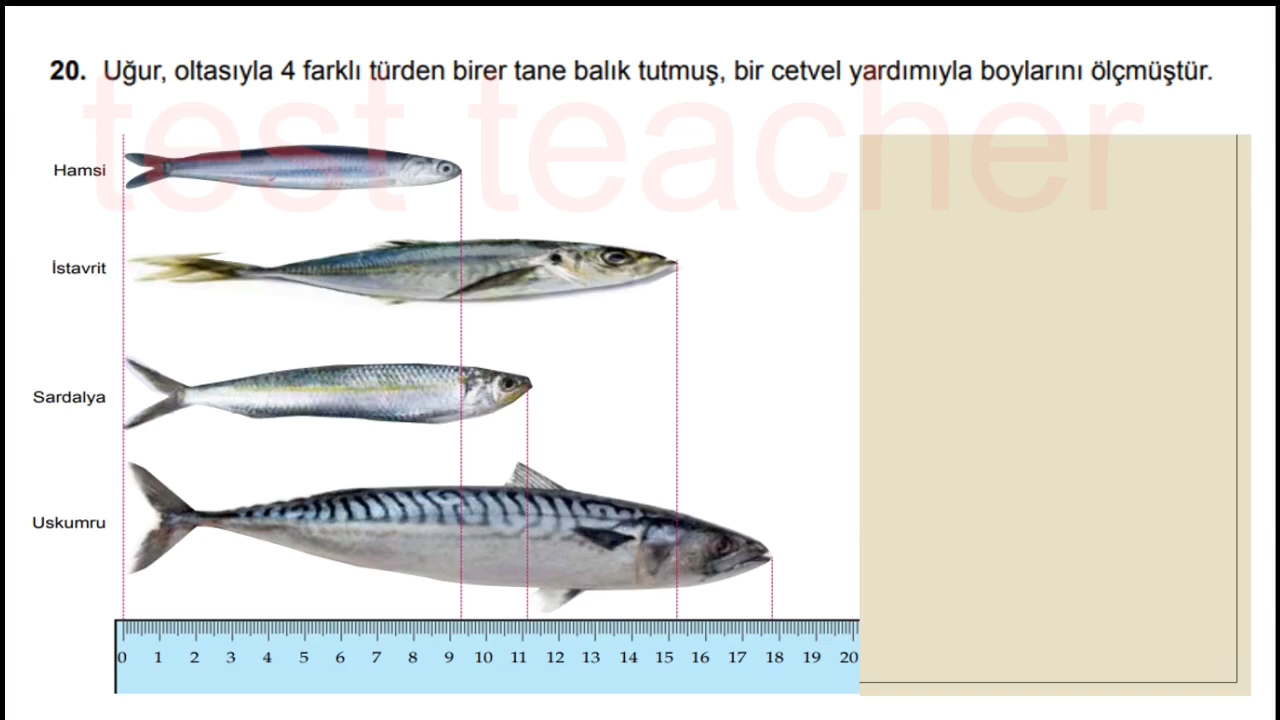 20. Uğur, oltasıyla 4 farklı türden birer tane balık tutmuş, bir cetvel yardımıyla boylarını ölçmüştür.
test teacher
Hamsi
İstavrit
Sardalya
Uskumru
0 1 2 3 4 5 6 7 8 9 10 11 12 13 14 15 16 17 18 19 20